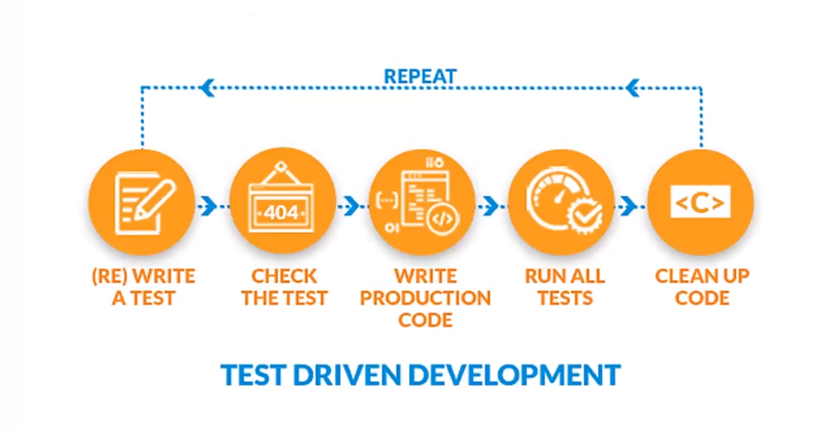 REPEAT
404
<C>
(RE) WRITE
A TEST
CHECK
THE TEST
WRITE
PRODUCTION
CODE
RUN ALL
TESTS
CLEAN UP
CODE
TEST DRIVEN DEVELOPMENT